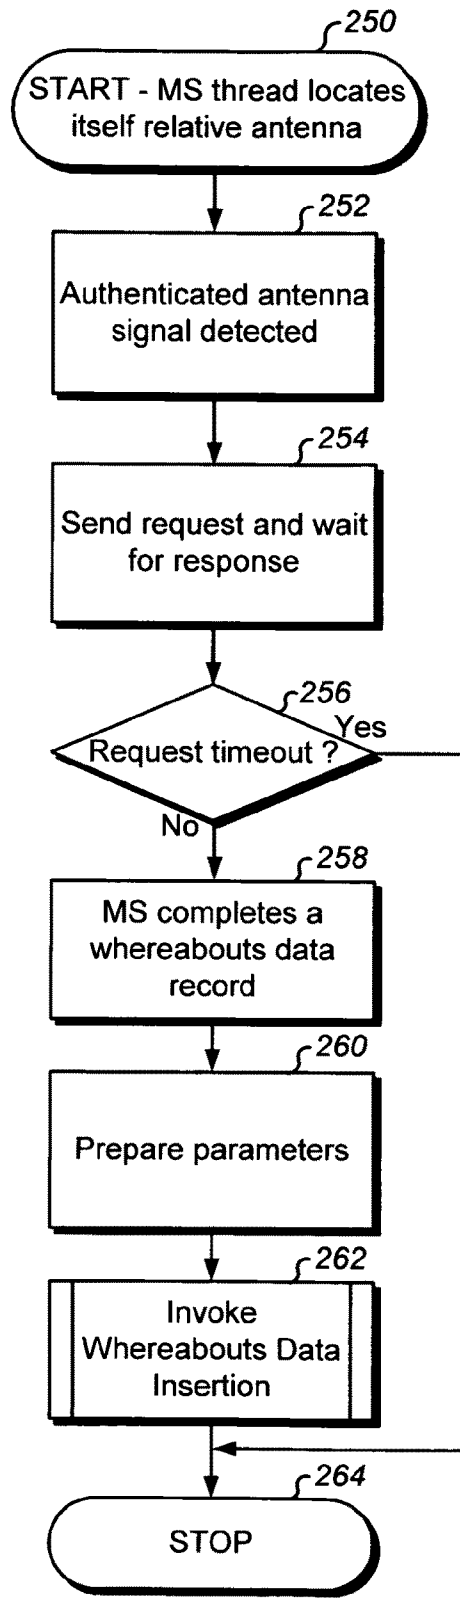 250
START - MS thread locates
itself relative antenna
252
Authenticated antenna
signal detected
254
Send request and wait
for response
256
Yes
Request timeout ?
No
258
MS completes a
whereabouts data
record
260
Prepare parameters
262
Invoke
Whereabouts Data
Insertion
264
STOP